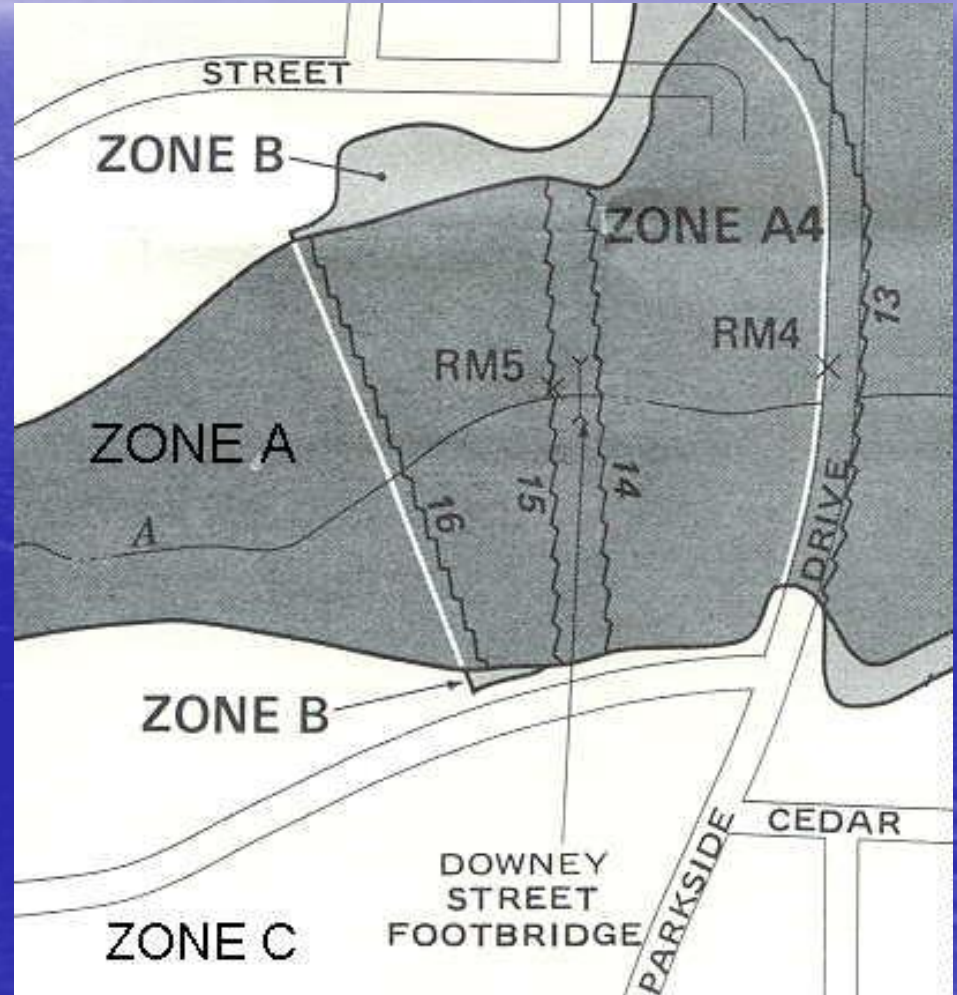 STREET
ZONE B
ZONE A4
13
RM4
RM5
ZONE A
A
16
15
14
DRIVE
ZONE B
CEDAR
DOWNEY
STREET
FOOTBRIDGE
PARKSIDE
ZONE C